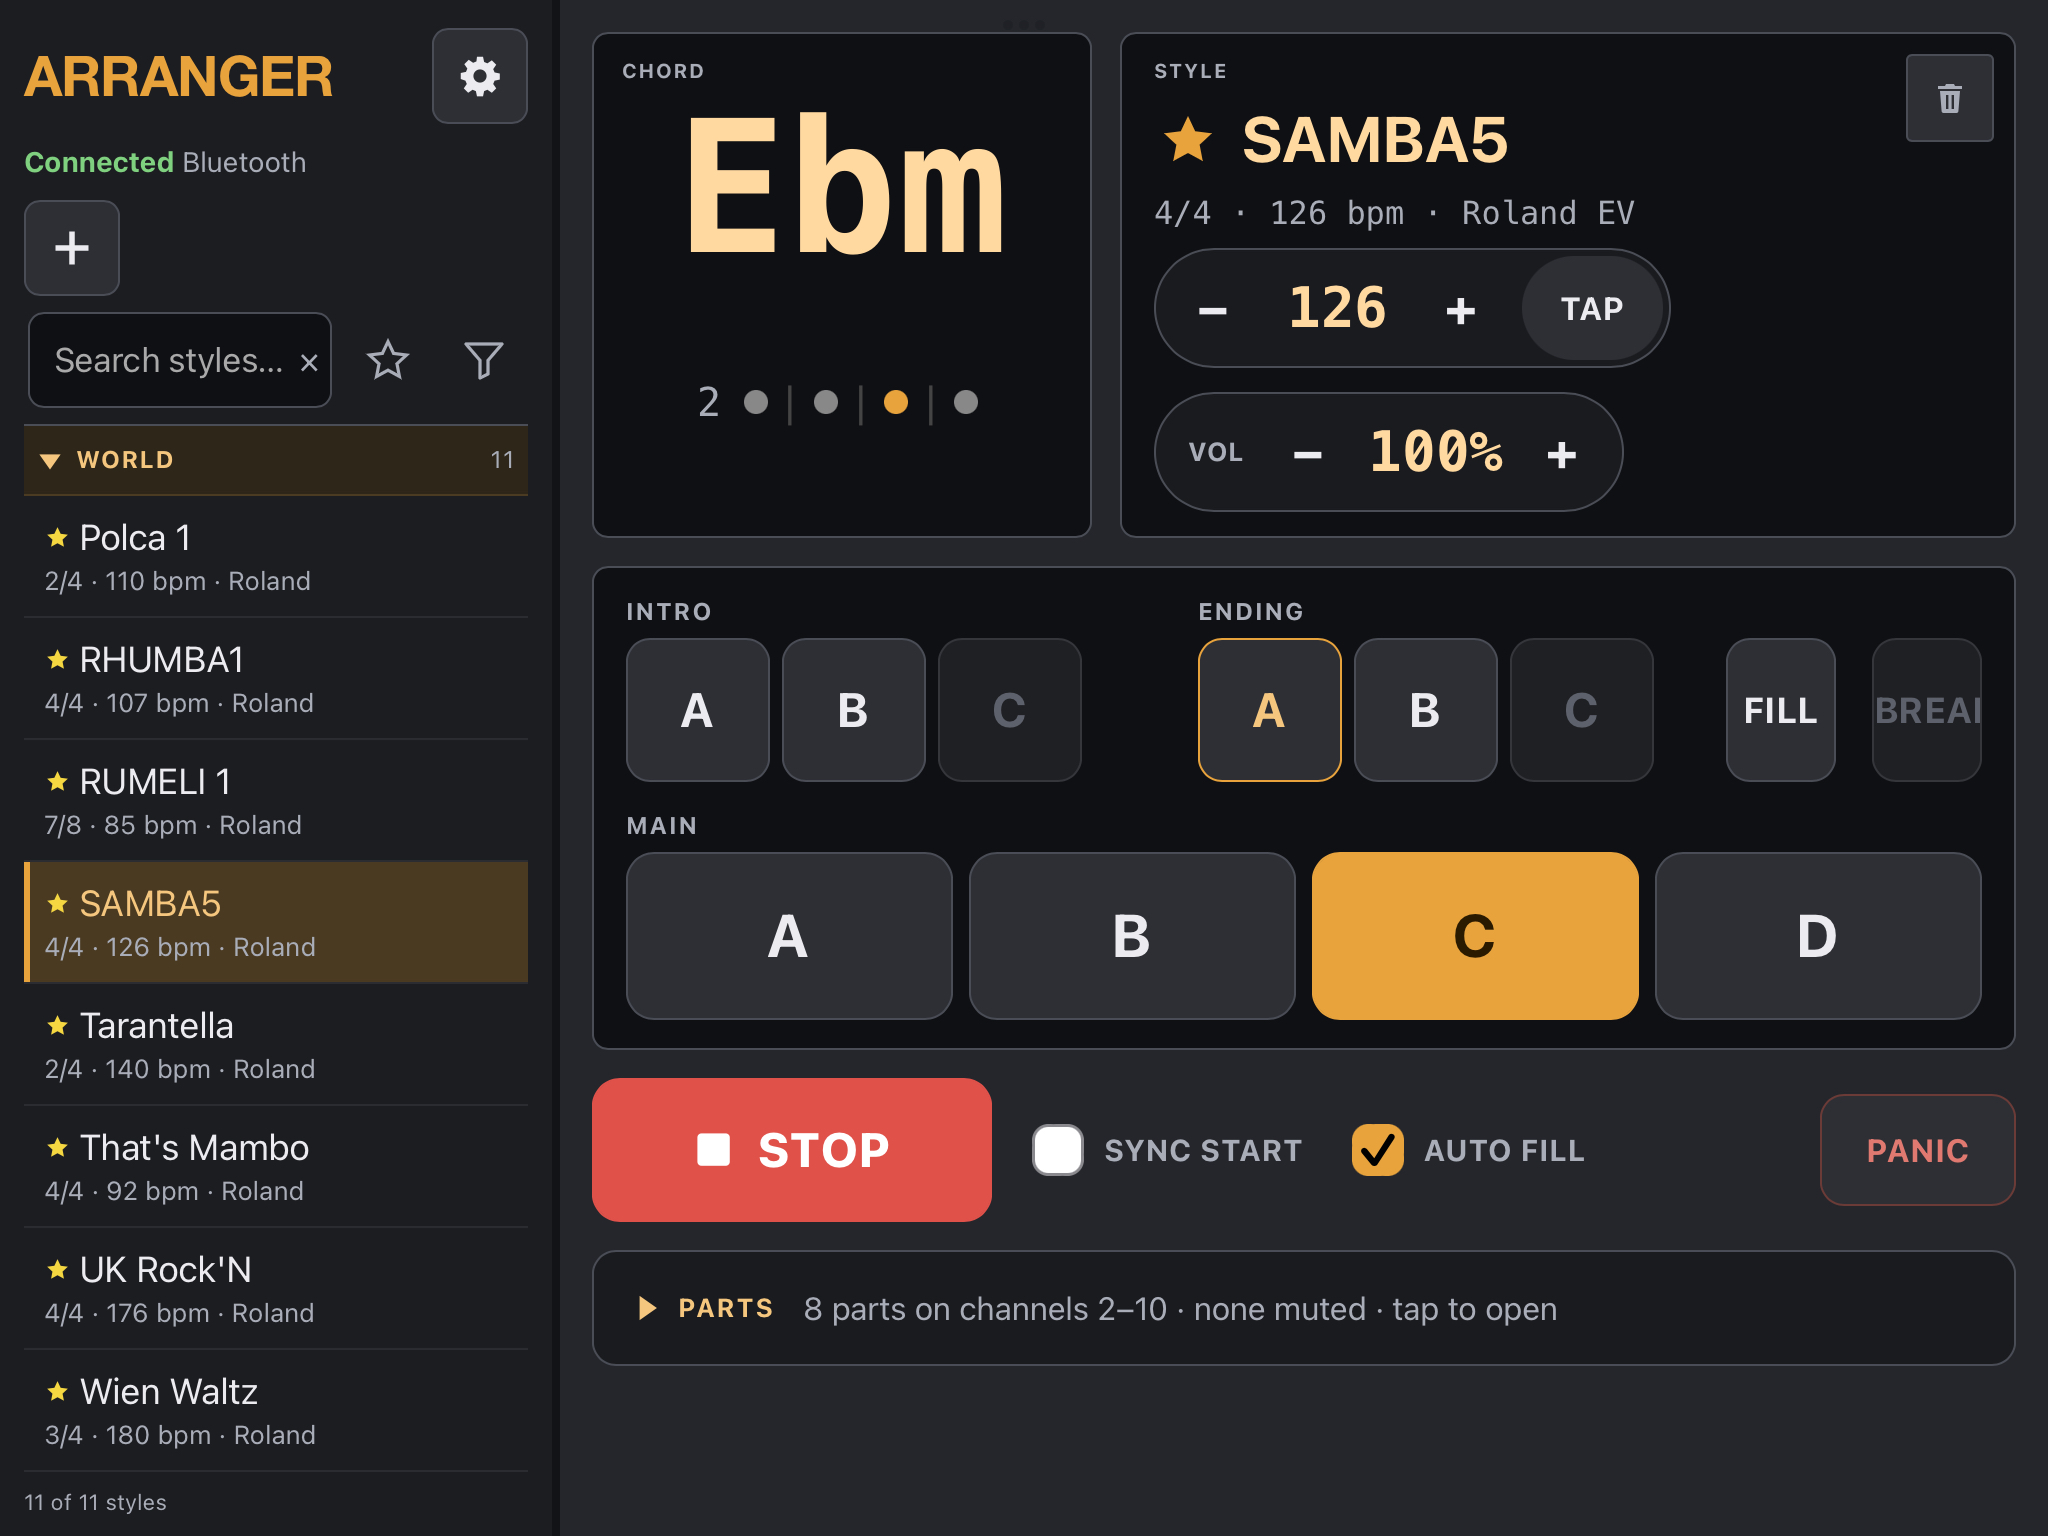 ARRANGER
Connected Bluetooth
+
Search styles... ×
WORLD 11
Polca 1
2/4 · 110 bpm · Roland
RHUMBA1
4/4 · 107 bpm · Roland
RUMELI 1
7/8 · 85 bpm · Roland
SAMBA5
4/4 · 126 bpm · Roland
Tarantella
2/4 · 140 bpm · Roland
That's Mambo
4/4 · 92 bpm · Roland
UK Rock'N
4/4 · 176 bpm · Roland
Wien Waltz
3/4 · 180 bpm · Roland
11 of 11 styles
CHORD
Ebm
2
STYLE
SAMBA5
4/4 · 126 bpm · Roland EV
− 126 + TAP
VOL − 100% +
INTRO
A B C
ENDING
A B C
FILL
MAIN
A B C D
STOP
SYNC START
AUTO FILL
PANIC
PARTS 8 parts on channels 2–10 · none muted · tap to open